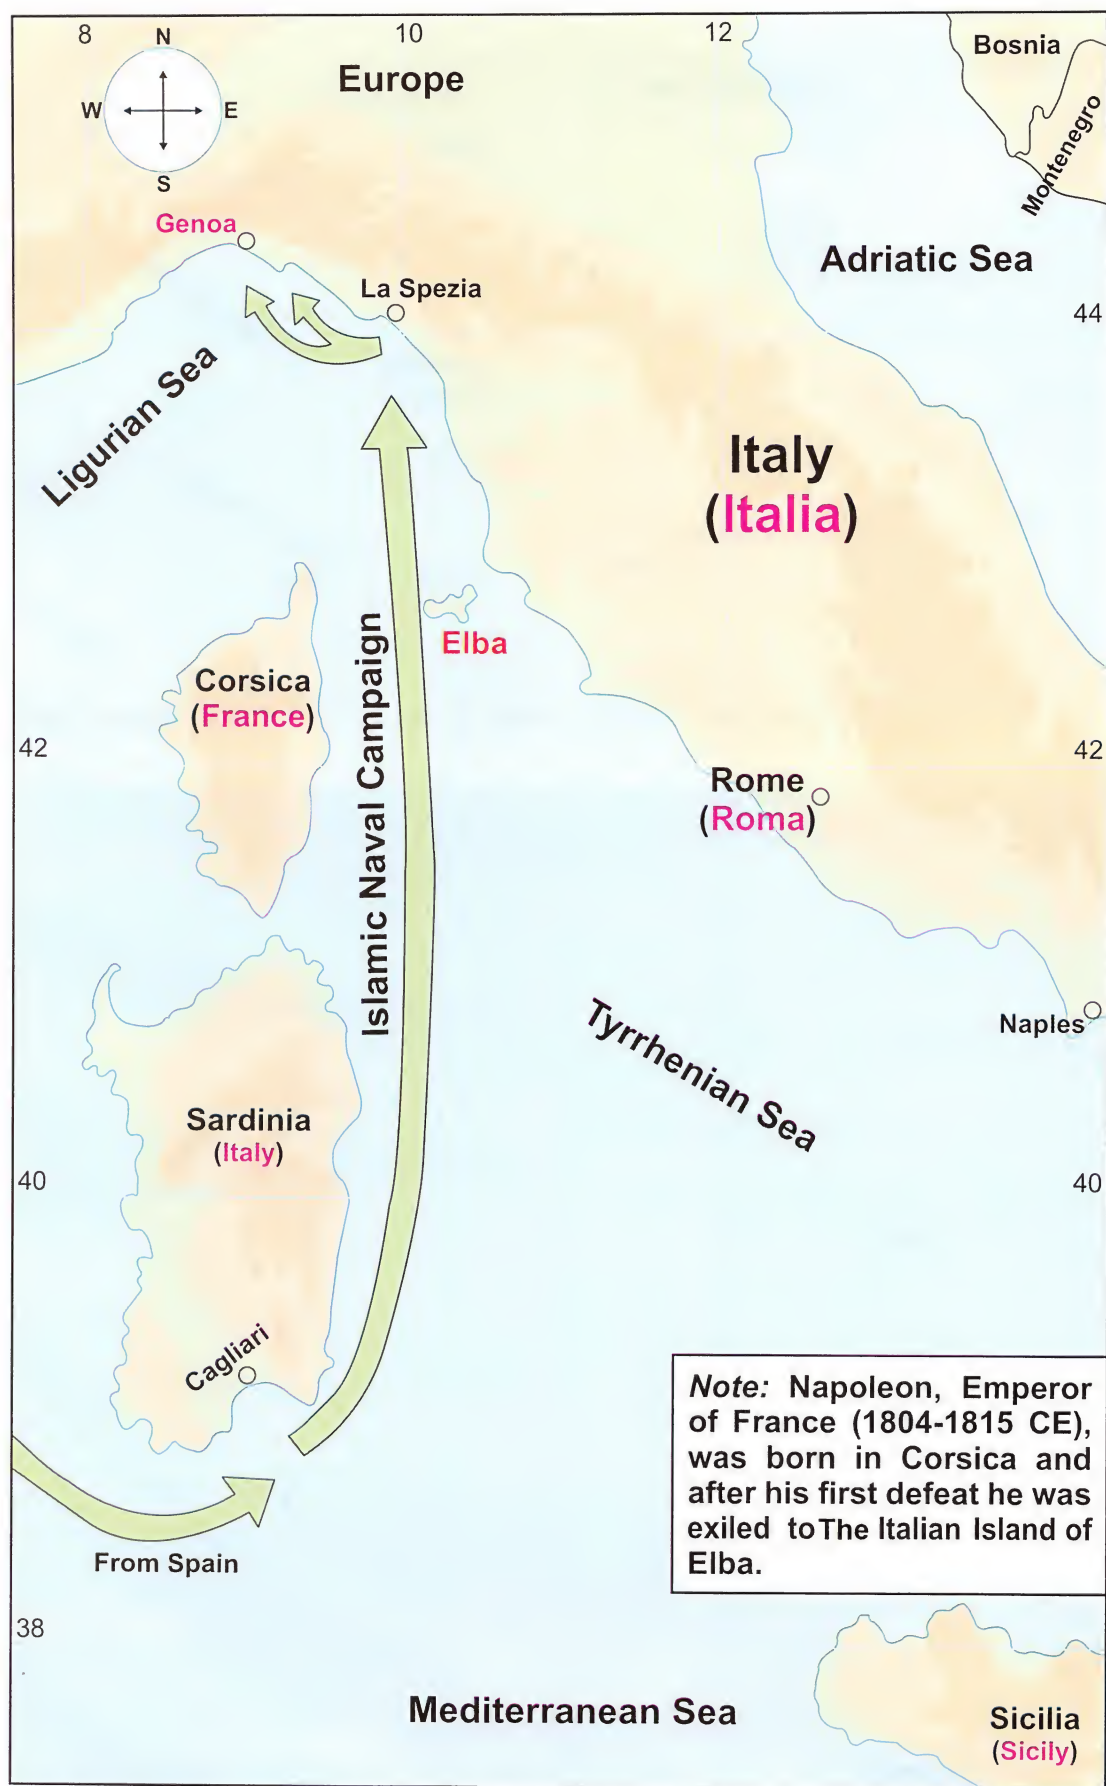 8
10
12
N
W
E
S
Europe
Bosnia
Montenegro
Genoa
Adriatic Sea
La Spezia
44
Ligurian Sea
Italy
(Italia)
Elba
Corsica
(France)
Islamic Naval Campaign
42
42
Rome
(Roma)
Naples
Tyrrhenian Sea
Sardinia
(Italy)
40
40
Cagliari
Note: Napoleon, Emperor
of France (1804-1815 CE),
was born in Corsica and
after his first defeat he was
exiled to The Italian Island of
Elba.
From Spain
38
Mediterranean Sea
Sicilia
(Sicily)